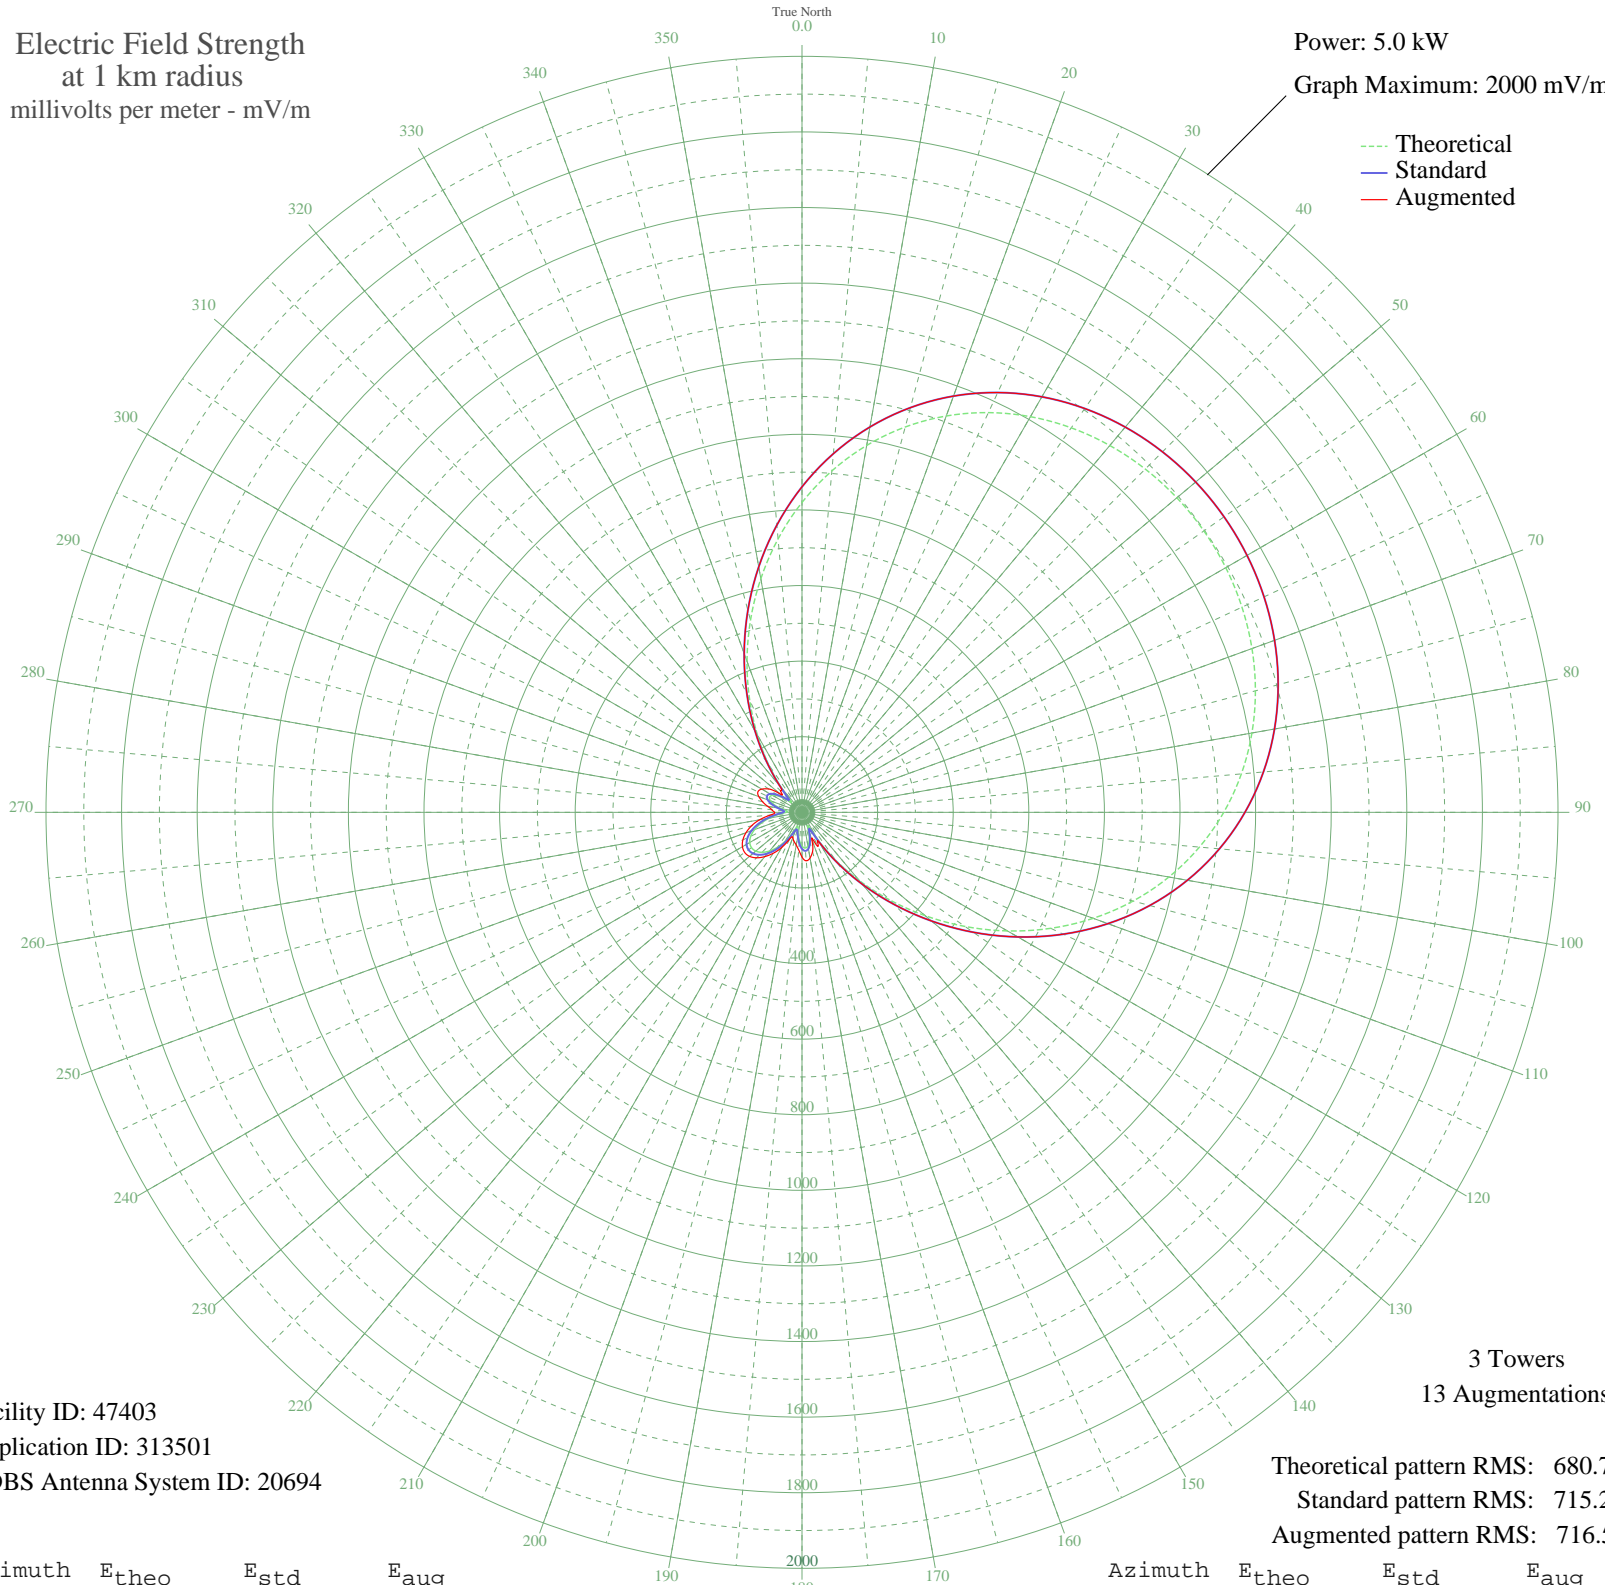 True North
0.0
Electric Field Strength
at 1 km radius
millivolts per meter - mV/m
Power: 5.0 kW
Graph Maximum: 2000 mV/m
Theoretical
Standard
Augmented
10
20
30
40
50
60
70
80
90
100
110
120
130
140
150
160
170
190
200
210
220
230
240
250
260
270
280
290
300
310
320
330
340
350
400
600
800
1000
1200
1400
1600
1800
2000
3 Towers
13 Augmentations
cility ID: 47403
plication ID: 313501
DBS Antenna System ID: 20694
Theoretical pattern RMS: 680.7
Standard pattern RMS: 715.2
Augmented pattern RMS: 716.5
imuth Etheo Estd Eaug
Azimuth Etheo Estd Eaug